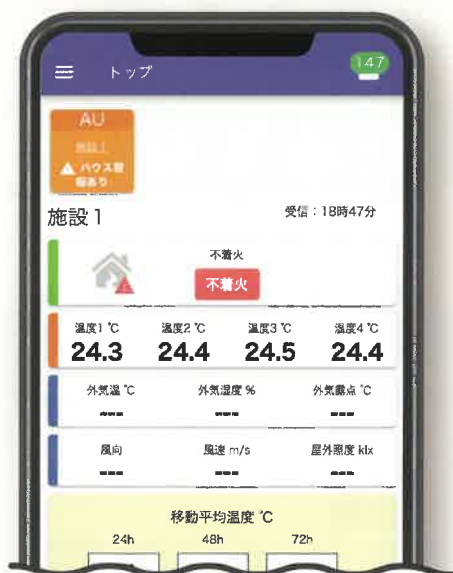 トップ
147
AU
施設1
ハウス警
報あり
施設1
受信：18時47分
不着火
不着火
温度1 ℃ 温度2 ℃ 温度3 ℃ 温度4 ℃
24.3 24.4 24.5 24.4
外気温 ℃ 外気湿度 % 外気露点 ℃
--- --- ---
風向 風速 m/s 屋外照度 klx
--- --- ---
移動平均温度 ℃
24h 48h 72h